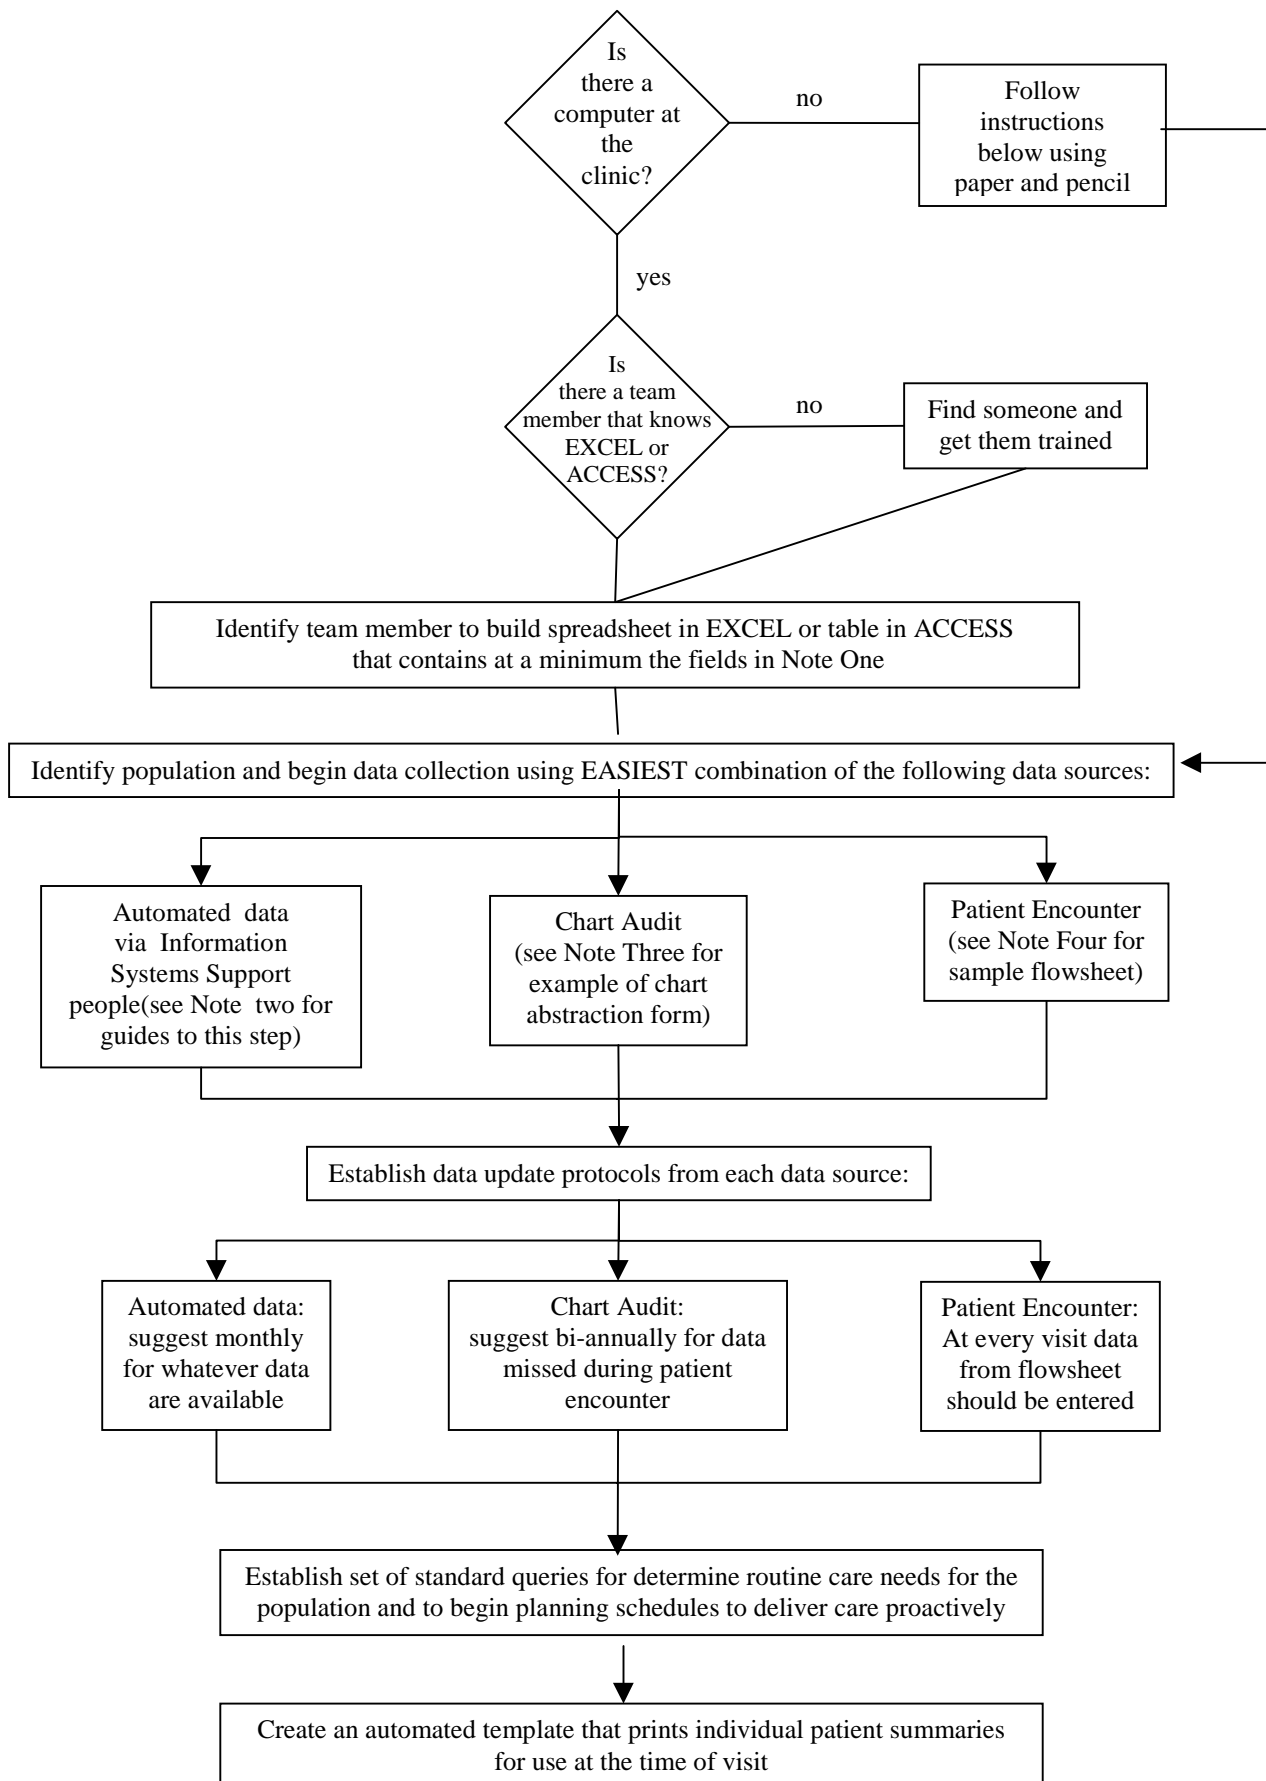 Is
there a
computer at
the
clinic?
no
Follow
instructions
below using
paper and pencil
yes
Is
there a team
member that knows
EXCEL or
ACCESS?
no
Find someone and
get them trained
Identify team member to build spreadsheet in EXCEL or table in ACCESS
that contains at a minimum the fields in Note One
Identify population and begin data collection using EASIEST combination of the following data sources:
Automated data
via Information
Systems Support
people(see Note two for
guides to this step)
Chart Audit
(see Note Three for
example of chart
abstraction form)
Patient Encounter
(see Note Four for
sample flowsheet)
Establish data update protocols from each data source:
Automated data:
suggest monthly
for whatever data
are available
Chart Audit:
suggest bi-annually for data
missed during patient
encounter
Patient Encounter:
At every visit data
from flowsheet
should be entered
Establish set of standard queries for determine routine care needs for the
population and to begin planning schedules to deliver care proactively
Create an automated template that prints individual patient summaries
for use at the time of visit